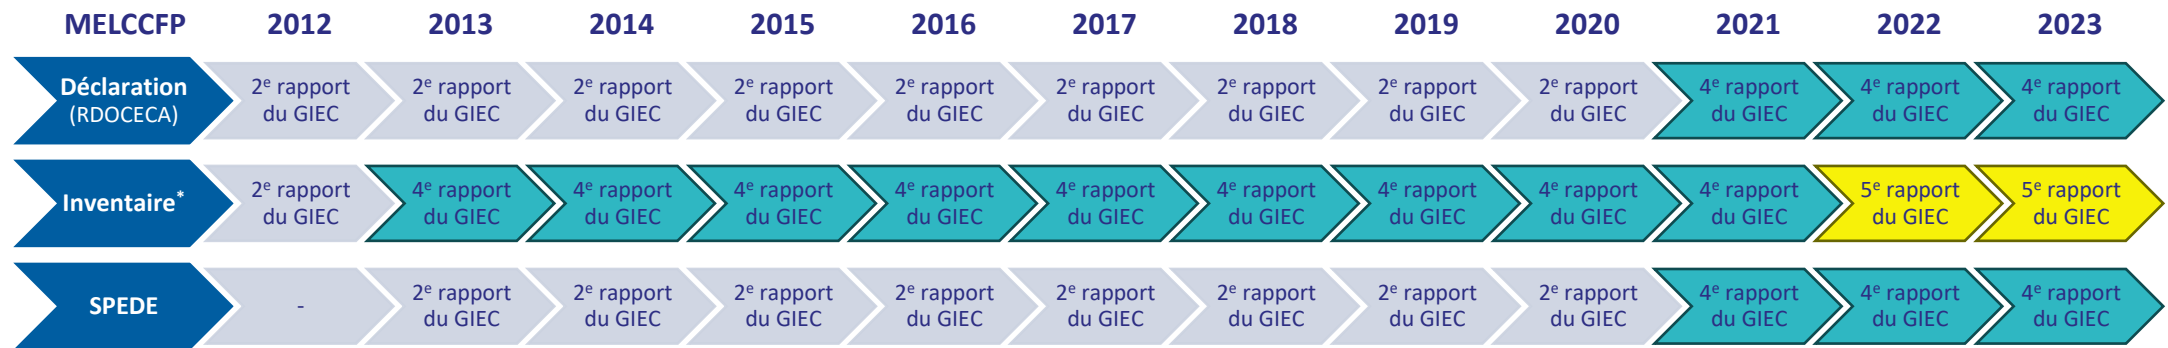 MELCCFP 2012 2013 2014 2015 2016 2017 2018 2019 2020 2021 2022 2023
Déclaration 2e rapport 2e rapport 2e rapport 2e rapport 2e rapport 2e rapport 2e rapport 2e rapport 2e rapport 4e rapport 4e rapport 4e rapport
(RDOCECA) du GIEC du GIEC du GIEC du GIEC du GIEC du GIEC du GIEC du GIEC du GIEC du GIEC du GIEC du GIEC
Inventaire* 2e rapport 4e rapport 4e rapport 4e rapport 4e rapport 4e rapport 4e rapport 4e rapport 4e rapport 4e rapport 5e rapport 5e rapport
du GIEC du GIEC du GIEC du GIEC du GIEC du GIEC du GIEC du GIEC du GIEC du GIEC du GIEC du GIEC
SPEDE - 2e rapport 2e rapport 2e rapport 2e rapport 2e rapport 2e rapport 2e rapport 2e rapport 4e rapport 4e rapport 4e rapport
du GIEC du GIEC du GIEC du GIEC du GIEC du GIEC du GIEC du GIEC du GIEC du GIEC du GIEC